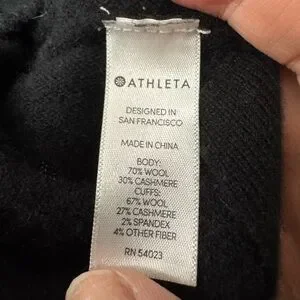 ATHLETA
DESIGNED IN
SAN FRANCISCO
MADE IN CHINA
BODY:
70% WOOL
30% CASHMERE
CUFFS:
67% WOOL
27% CASHMERE
2% SPANDEX
4% OTHER FIBER
RN 54023